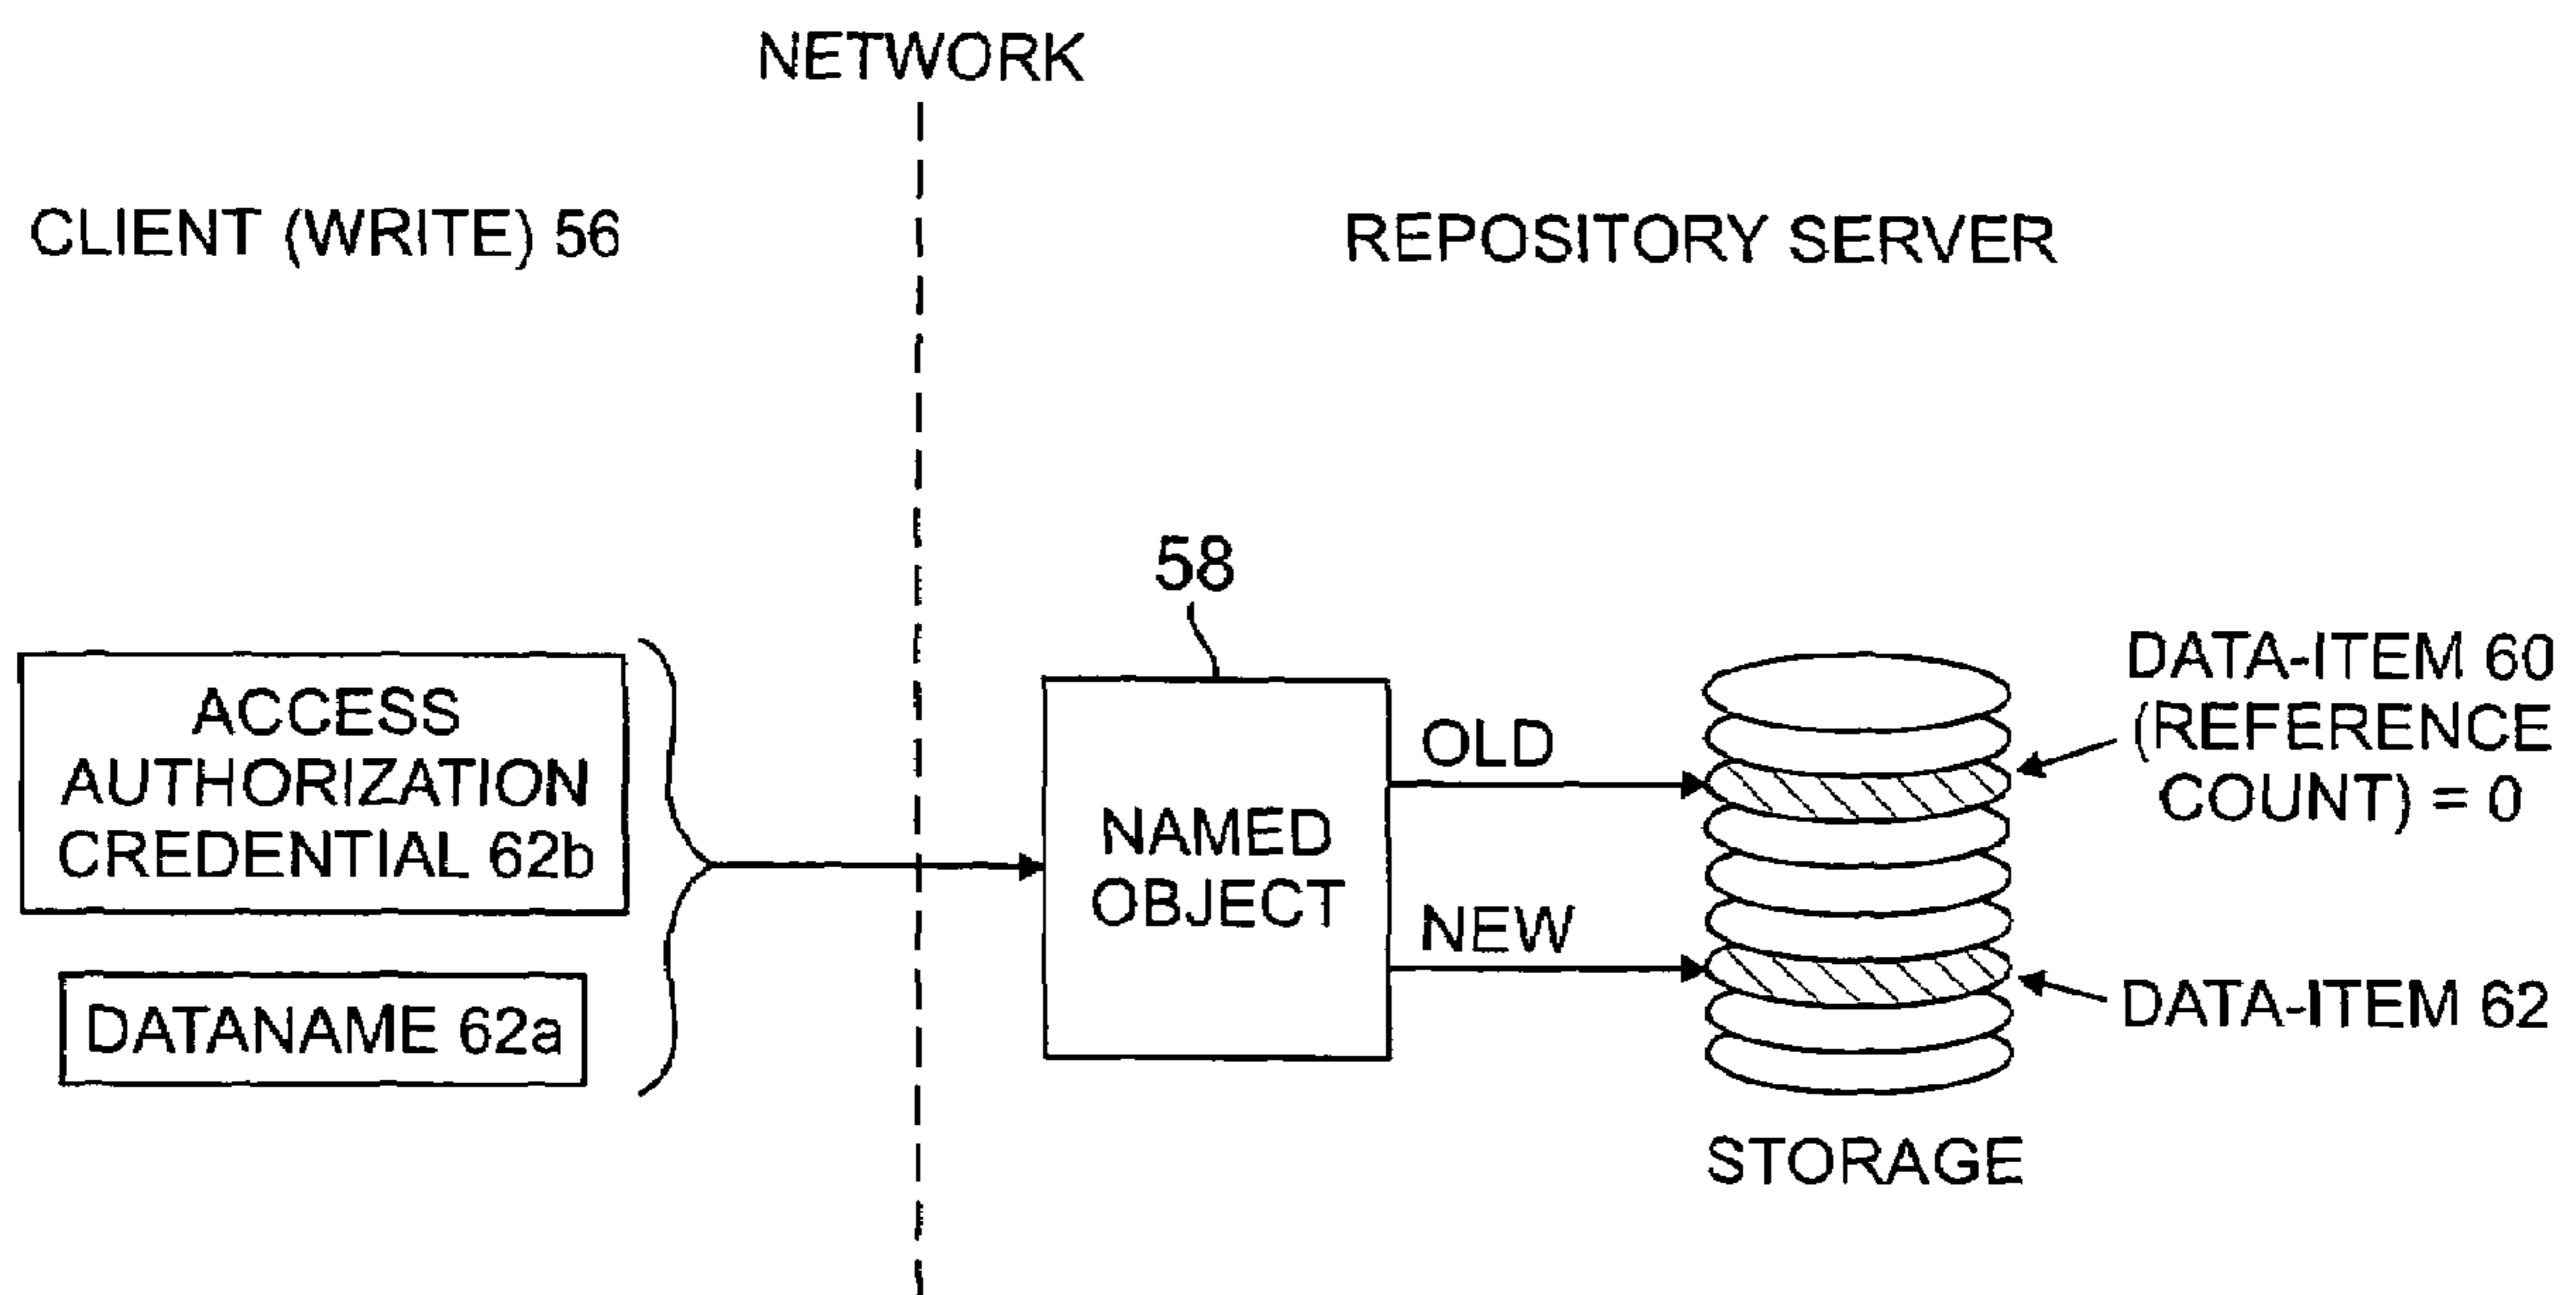 NETWORK
CLIENT (WRITE) 56
REPOSITORY SERVER
ACCESS
AUTHORIZATION
CREDENTIAL 62b
DATANAME 62a
58
NAMED
OBJECT
OLD
NEW
DATA-ITEM 60
(REFERENCE
COUNT) = 0
DATA-ITEM 62
STORAGE